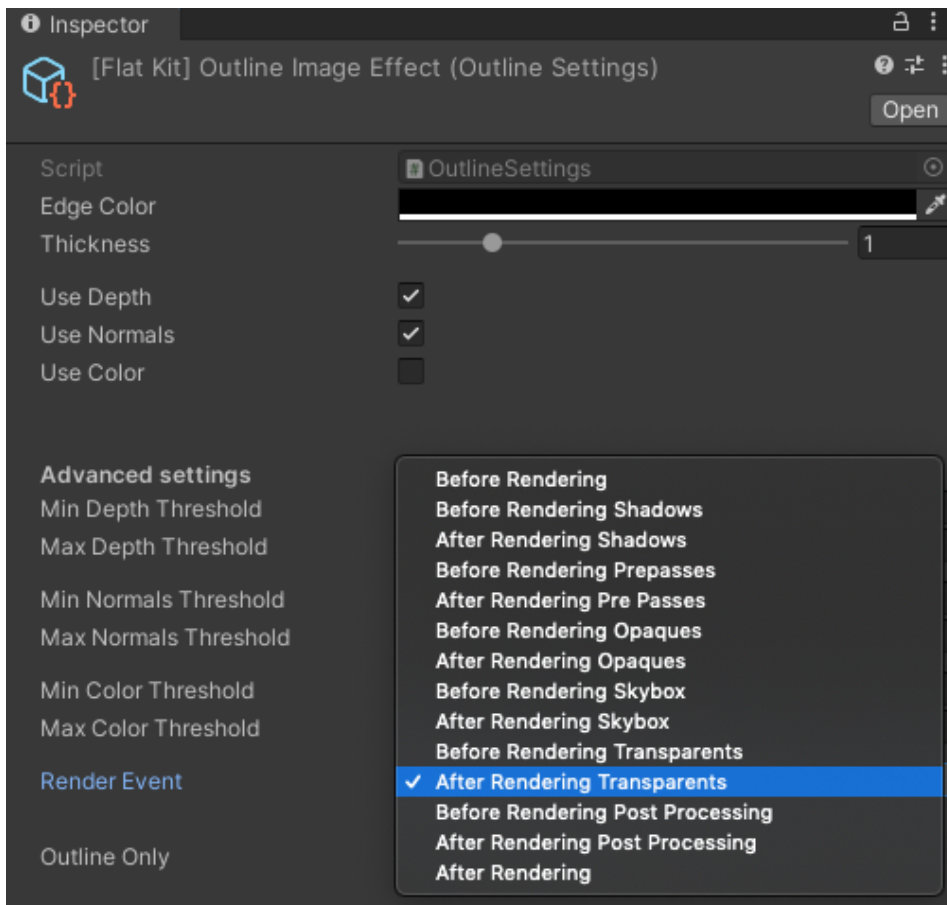 Inspector
[Flat Kit] Outline Image Effect (Outline Settings)
Open
Script
OutlineSettings
Edge Color
Thickness
1
Use Depth
Use Normals
Use Color
Advanced settings
Min Depth Threshold
Max Depth Threshold
Min Normals Threshold
Max Normals Threshold
Min Color Threshold
Max Color Threshold
Render Event
Outline Only
Before Rendering
Before Rendering Shadows
After Rendering Shadows
Before Rendering Prepasses
After Rendering Pre Passes
Before Rendering Opaques
After Rendering Opaques
Before Rendering Skybox
After Rendering Skybox
Before Rendering Transparents
✓ After Rendering Transparents
Before Rendering Post Processing
After Rendering Post Processing
After Rendering